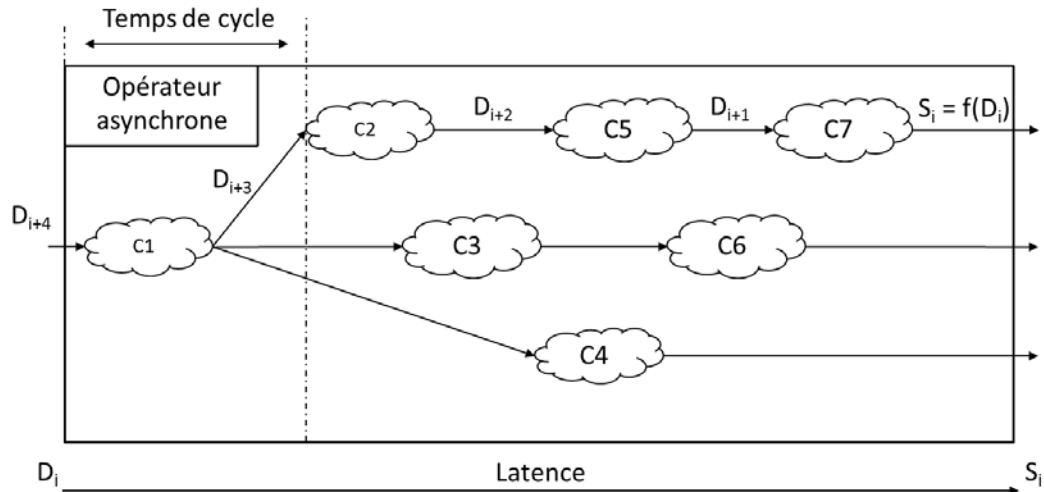 Temps de cycle
Opérateur
asynchrone
C2
D_{i+2}
C5
D_{i+1}
C7
S_i = f(D_i)
D_{i+3}
D_{i+4}
C1
C3
C6
C4
D_i
Latence
S_i